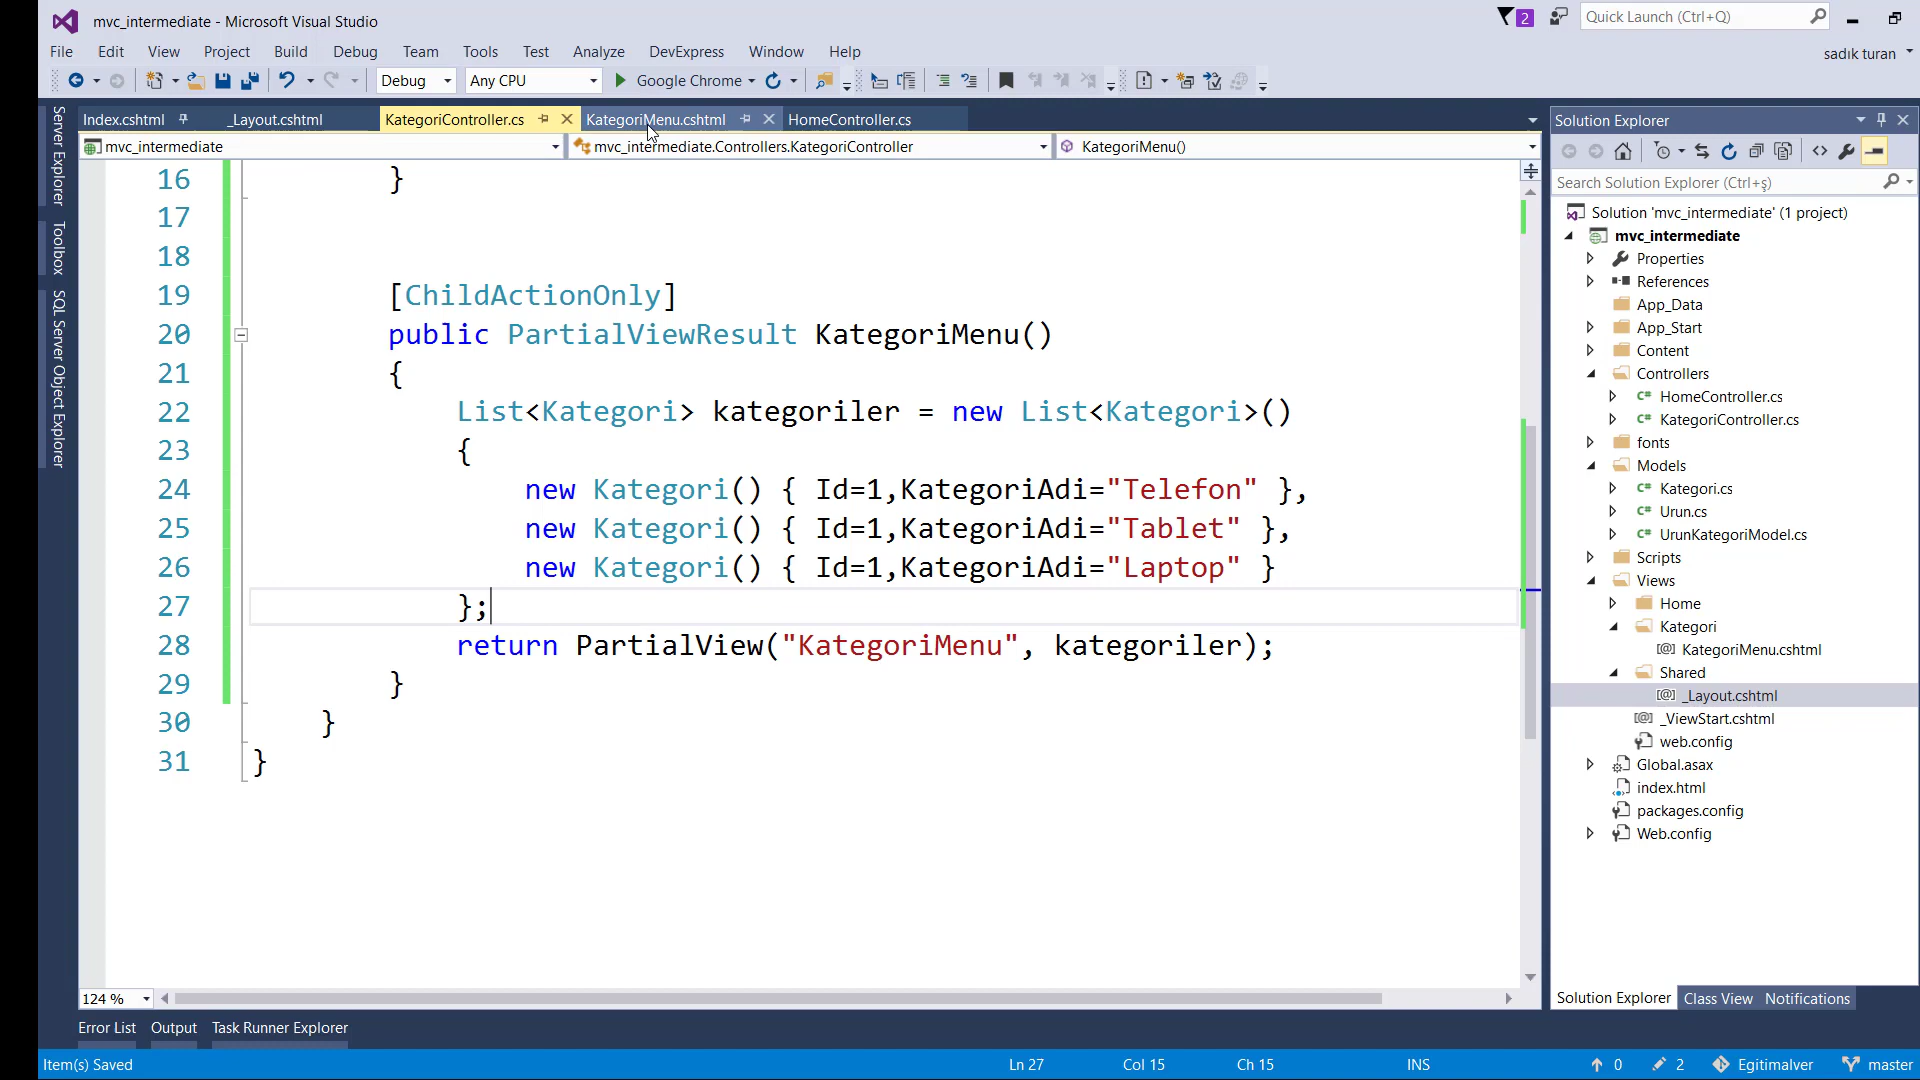 mvc_intermediate - Microsoft Visual Studio
2
Quick Launch (Ctrl+Q)
File Edit View Project Build Debug Team Tools Test Analyze DevExpress Window Help
sadık turan
Debug Any CPU Google Chrome
Index.cshtml _Layout.cshtml KategoriController.cs KategoriMenu.cshtml HomeController.cs
mvc_intermediate mvc_intermediate.Controllers.KategoriController KategoriMenu()
Server Explorer
Toolbox
SQL Server Object Explorer
16 }
17
18
19 [ChildActionOnly]
20 public PartialViewResult KategoriMenu()
21 {
22 List<Kategori> kategoriler = new List<Kategori>()
23 {
24 new Kategori() { Id=1,KategoriAdi="Telefon" },
25 new Kategori() { Id=1,KategoriAdi="Tablet" },
26 new Kategori() { Id=1,KategoriAdi="Laptop" }
27 };
28 return PartialView("KategoriMenu", kategoriler);
29 }
30 }
31 }
124 %
Solution Explorer
Search Solution Explorer (Ctrl+ş)
Solution 'mvc_intermediate' (1 project)
mvc_intermediate
Properties
References
App_Data
App_Start
Content
Controllers
C# HomeController.cs
C# KategoriController.cs
fonts
Models
C# Kategori.cs
C# Urun.cs
C# UrunKategoriModel.cs
Scripts
Views
Home
Kategori
[@] KategoriMenu.cshtml
Shared
[@] _Layout.cshtml
[@] _ViewStart.cshtml
web.config
Global.asax
index.html
packages.config
Web.config
Solution Explorer Class View Notifications
Error List Output Task Runner Explorer
Item(s) Saved Ln 27 Col 15 Ch 15 INS 0 2 Egitimalver master